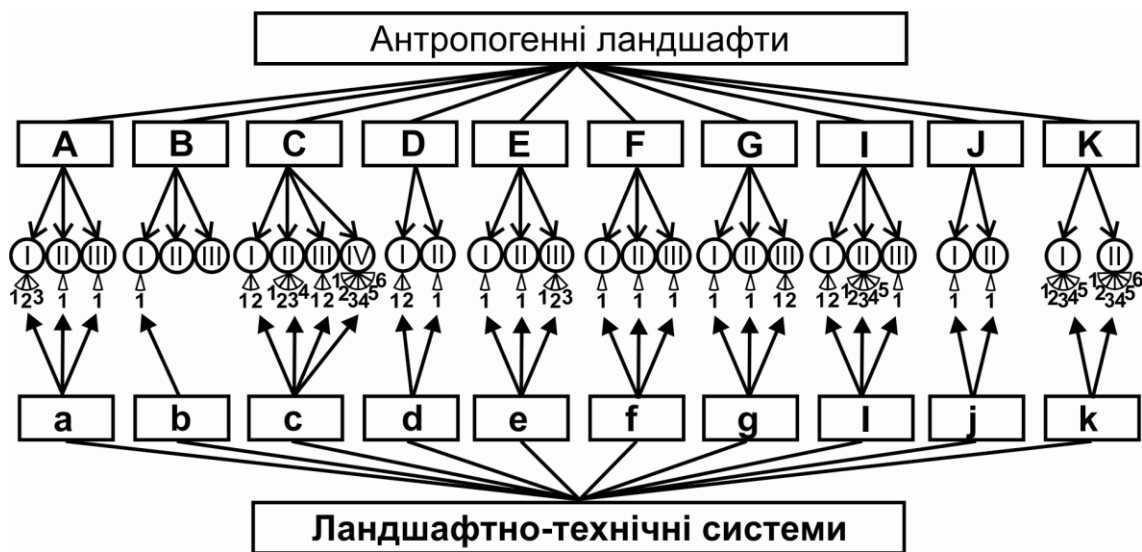 Антропогенні ландшафти
A B C D E F G I J K
I II III I II III I II III IV I II I II III I II III I II III I II III I II I II
123 1 1 1 12 1234 12 123456 12 1 1 1 123 1 1 1 1 1 12 12 12345 1 1 1 12345 123456
a b c d e f g I j k
Ландшафтно-технічні системи